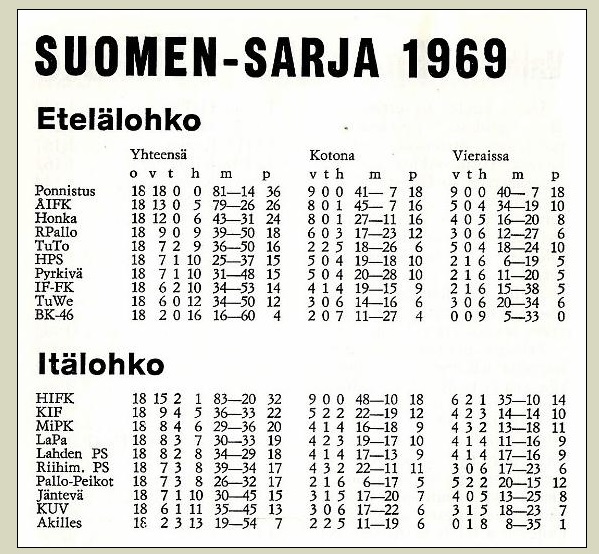 SUOMEN-SARJA 1969
Etelälohko
Yhteensä Kotona Vieraissa
o v t h m p v t h m p v t h m p
Ponnistus 18 18 0 0 81—14 36 9 0 0 41— 7 18 9 0 0 40— 7 18
ÅIFK 18 13 0 5 79—26 26 8 0 1 45— 7 16 5 0 4 34—19 10
Honka 18 12 0 6 43—31 24 8 0 1 27—11 16 4 0 5 16—20 8
RPallo 18 9 0 9 39—50 18 6 0 3 17—23 12 3 0 6 12—27 6
TuTo 18 7 2 9 36—50 16 2 2 5 18—26 6 5 0 4 18—24 10
HPS 18 7 1 10 25—37 15 5 0 4 19—18 10 2 1 6 6—19 5
Pyrkivä 18 7 1 10 31—48 15 5 0 4 20—28 10 2 1 6 11—20 5
IF-FK 18 6 2 10 34—53 14 4 1 4 19—15 9 2 1 6 15—38 5
TuWe 18 6 0 12 34—50 12 3 0 6 14—16 6 3 0 6 20—34 6
BK-46 18 2 0 16 16—60 4 2 0 7 11—27 4 0 0 9 5—33 0
Itälohko
HIFK 18 15 2 1 83—20 32 9 0 0 48—10 18 6 2 1 35—10 14
KIF 18 9 4 5 36—33 22 5 2 2 22—19 12 4 2 3 14—14 10
MiPK 18 8 4 6 29—36 20 4 1 4 16—18 9 4 3 2 13—18 11
LaPa 18 8 3 7 30—33 19 4 2 3 19—17 10 4 1 4 11—16 9
Lahden PS 18 8 2 8 34—29 18 4 1 4 17—13 9 4 1 4 17—16 9
Riihim. PS 18 7 3 8 39—34 17 4 3 2 22—11 11 3 0 6 17—23 6
Pallo-Peikot 18 7 3 8 26—32 17 2 1 6 6—17 5 5 2 2 20—15 12
Jäntevä 18 7 1 10 30—45 15 3 1 5 17—20 7 4 0 5 13—25 8
KUV 18 6 1 11 35—45 13 3 0 6 17—22 6 3 1 5 18—23 7
Akilles 18 2 3 13 19—54 7 2 2 5 11—19 6 0 1 8 8—35 1